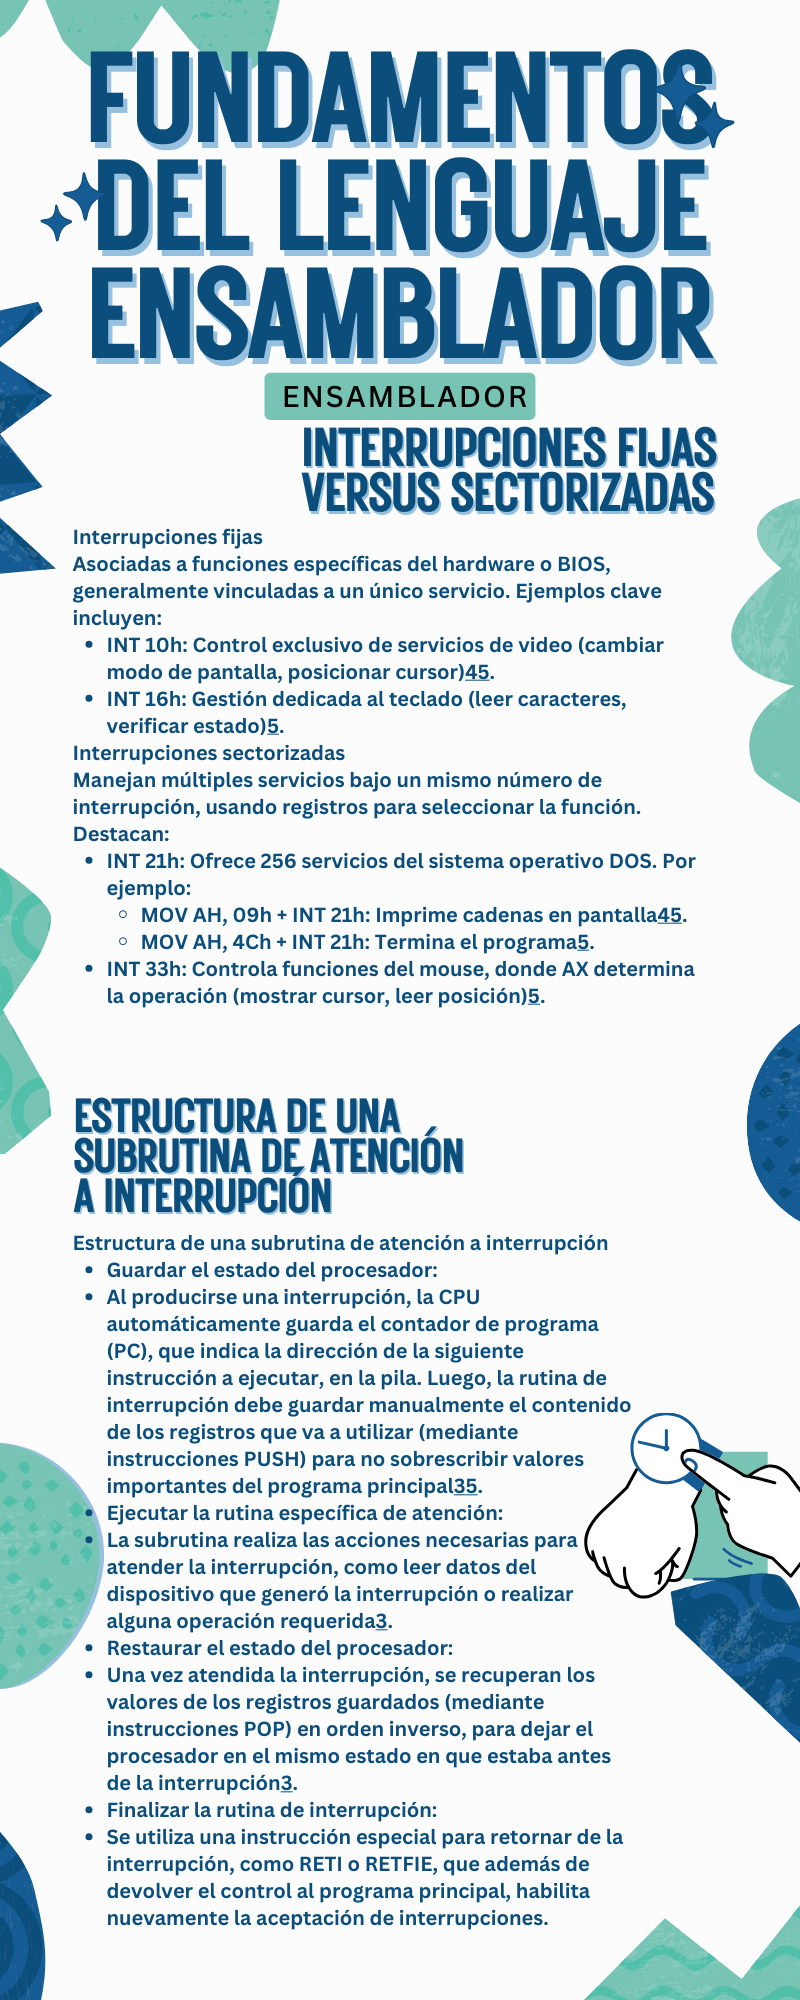 FUNDAMENTOS
DEL LENGUAJE
ENSAMBLADOR
ENSAMBLADOR
INTERRUPCIONES FIJAS
VERSUS SECTORIZADAS
Interrupciones fijas
Asociadas a funciones específicas del hardware o BIOS,
generalmente vinculadas a un único servicio. Ejemplos clave
incluyen:
• INT 10h: Control exclusivo de servicios de video (cambiar
modo de pantalla, posicionar cursor)45.
• INT 16h: Gestión dedicada al teclado (leer caracteres,
verificar estado)5.
Interrupciones sectorizadas
Manejan múltiples servicios bajo un mismo número de
interrupción, usando registros para seleccionar la función.
Destacan:
• INT 21h: Ofrece 256 servicios del sistema operativo DOS. Por
ejemplo:
◦ MOV AH, 09h + INT 21h: Imprime cadenas en pantalla45.
◦ MOV AH, 4Ch + INT 21h: Termina el programa5.
• INT 33h: Controla funciones del mouse, donde AX determina
la operación (mostrar cursor, leer posición)5.
ESTRUCTURA DE UNA
SUBRUTINA DE ATENCIÓN
A INTERRUPCIÓN
Estructura de una subrutina de atención a interrupción
• Guardar el estado del procesador:
• Al producirse una interrupción, la CPU
automáticamente guarda el contador de programa
(PC), que indica la dirección de la siguiente
instrucción a ejecutar, en la pila. Luego, la rutina de
interrupción debe guardar manualmente el contenido
de los registros que va a utilizar (mediante
instrucciones PUSH) para no sobrescribir valores
importantes del programa principal35.
• Ejecutar la rutina específica de atención:
• La subrutina realiza las acciones necesarias para
atender la interrupción, como leer datos del
dispositivo que generó la interrupción o realizar
alguna operación requerida3.
• Restaurar el estado del procesador:
• Una vez atendida la interrupción, se recuperan los
valores de los registros guardados (mediante
instrucciones POP) en orden inverso, para dejar el
procesador en el mismo estado en que estaba antes
de la interrupción3.
• Finalizar la rutina de interrupción:
• Se utiliza una instrucción especial para retornar de la
interrupción, como RETI o RETFIE, que además de
devolver el control al programa principal, habilita
nuevamente la aceptación de interrupciones.